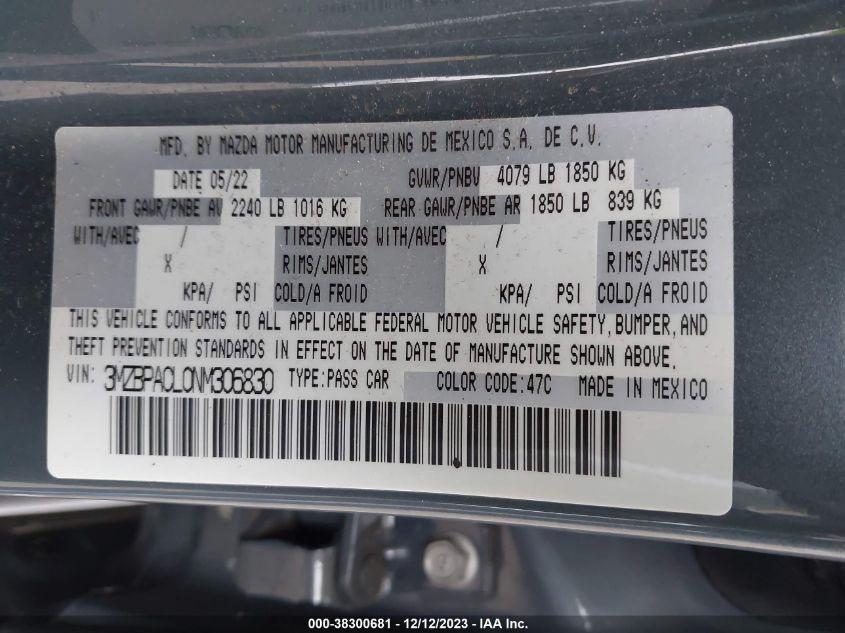 MFD. BY MAZDA MOTOR MANUFACTURING DE MEXICO S.A. DE C.V.
DATE 05/22 GVWR/PNBV 4079 LB 1850 KG
FRONT GAWR/PNBE AV 2240 LB 1016 KG REAR GAWR/PNBE AR 1850 LB 839 KG
WITH/AVEC / TIRES/PNEUS WITH/AVEC / TIRES/PNEUS
X RIMS/JANTES X RIMS/JANTES
KPA/ PSI COLD/A FROID KPA/ PSI COLD/A FROID
THIS VEHICLE CONFORMS TO ALL APPLICABLE FEDERAL MOTOR VEHICLE SAFETY, BUMPER, AND
THEFT PREVENTION STANDARDS IN EFFECT ON THE DATE OF MANUFACTURE SHOWN ABOVE.
VIN: 3MZBPACL0NM306830 TYPE:PASS CAR COLOR CODE:47C MADE IN MEXICO
000-38300681 - 12/12/2023 - IAA Inc.